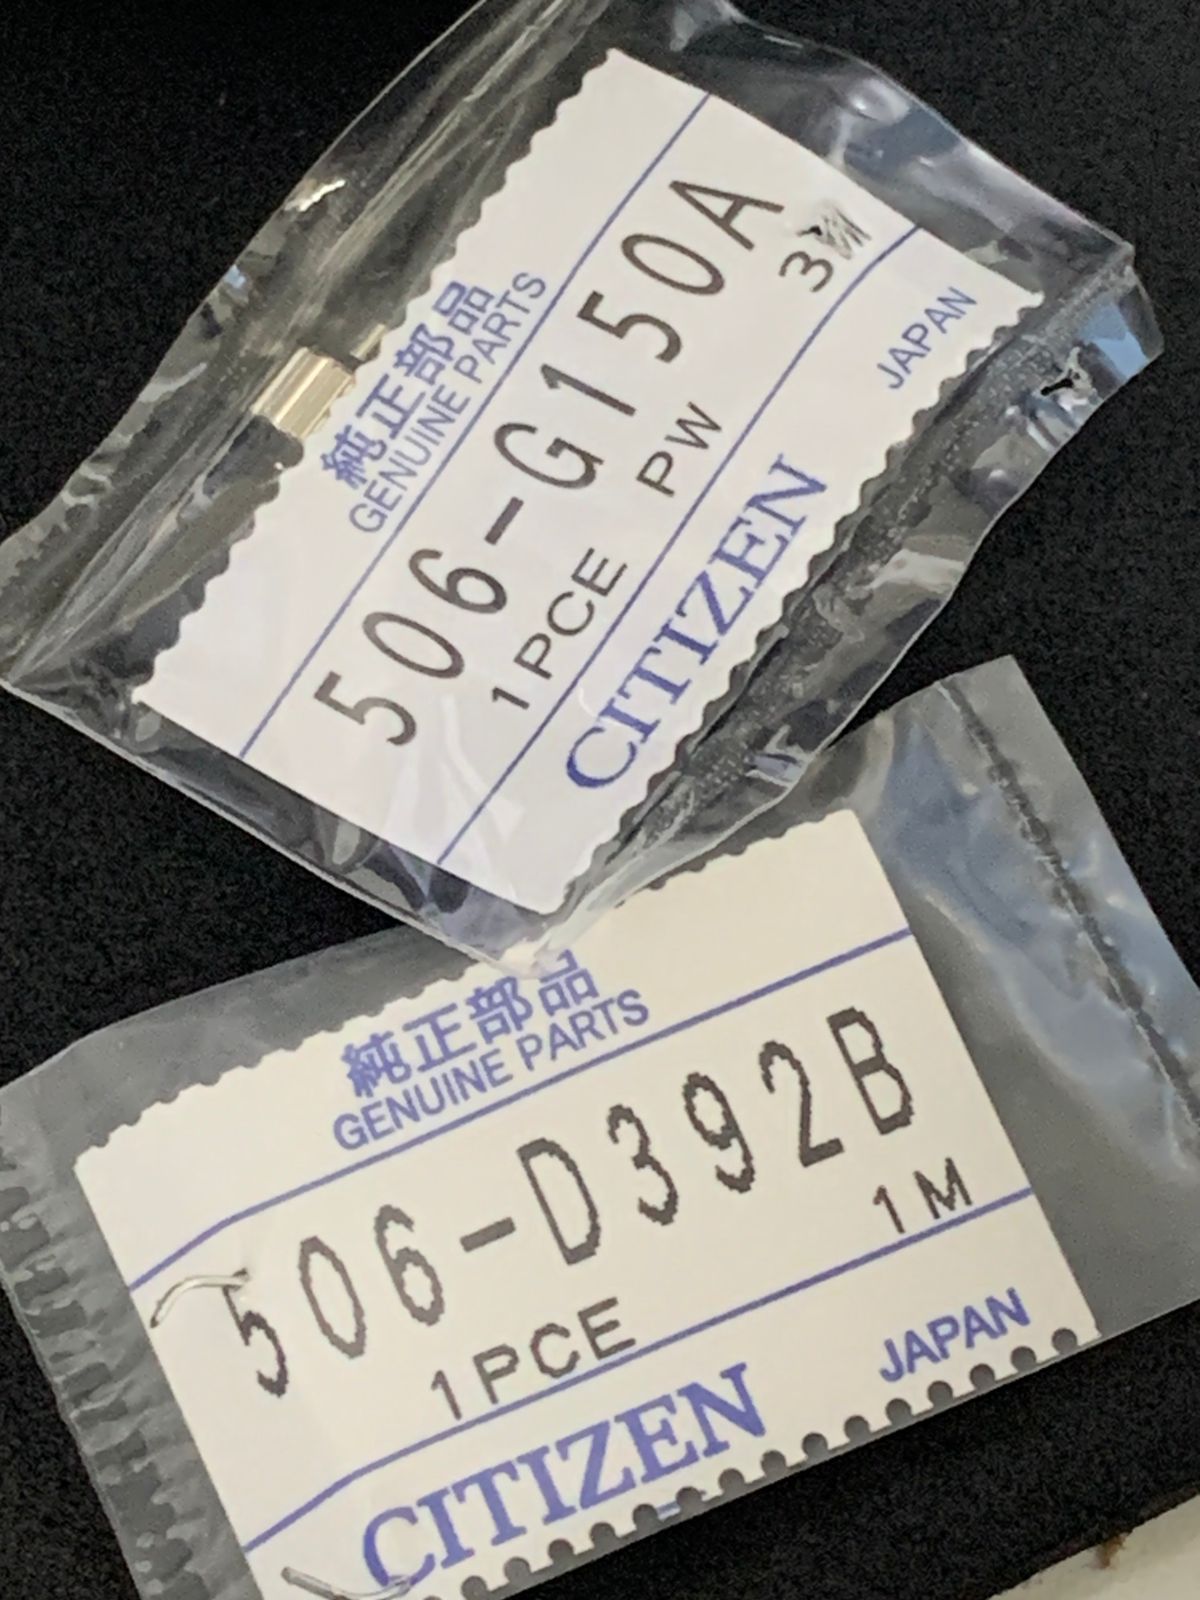 純正部品
GENUINE PARTS
506-G150A
1PCE PW 3
JAPAN
CITIZEN
純正部品
GENUINE PARTS
506-D392B
1PCE 1M
JAPAN
CITIZEN